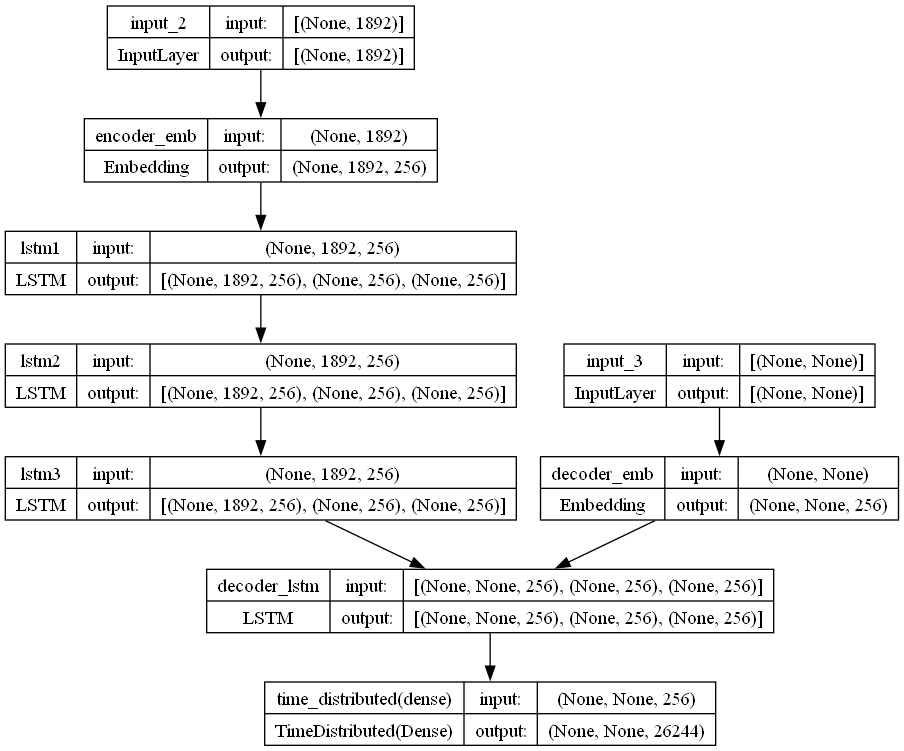 input_2 input: [(None, 1892)]
InputLayer output: [(None, 1892)]
encoder_emb input: (None, 1892)
Embedding output: (None, 1892, 256)
lstm1 input: (None, 1892, 256)
LSTM output: [(None, 1892, 256), (None, 256), (None, 256)]
lstm2 input: (None, 1892, 256)
LSTM output: [(None, 1892, 256), (None, 256), (None, 256)]
input_3 input: [(None, None)]
InputLayer output: [(None, None)]
lstm3 input: (None, 1892, 256)
LSTM output: [(None, 1892, 256), (None, 256), (None, 256)]
decoder_emb input: (None, None)
Embedding output: (None, None, 256)
decoder_lstm input: [(None, None, 256), (None, 256), (None, 256)]
LSTM output: [(None, None, 256), (None, 256), (None, 256)]
time_distributed(dense) input: (None, None, 256)
TimeDistributed(Dense) output: (None, None, 26244)